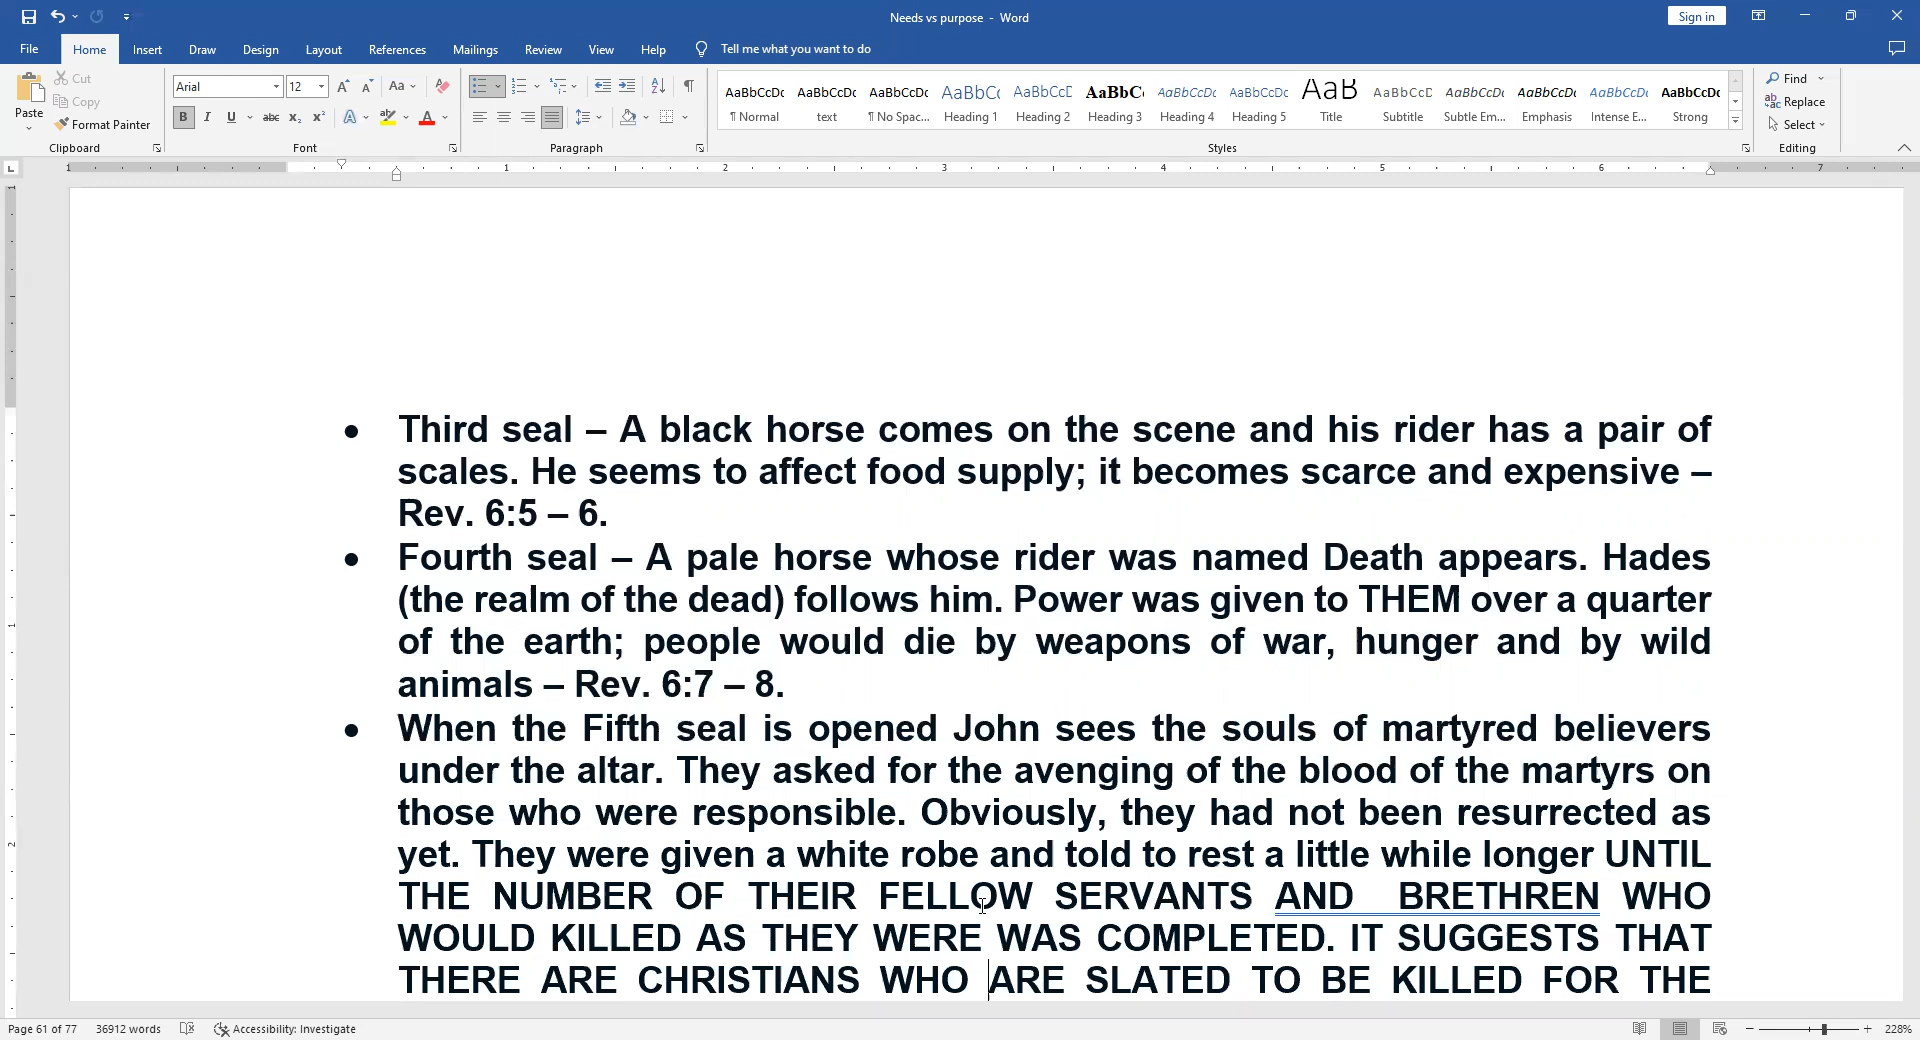 Needs vs purpose - Word
Sign in
File Home Insert Draw Design Layout References Mailings Review View Help Tell me what you want to do
Paste
Cut
Copy
Format Painter
Clipboard
Arial 12
Font
Paragraph
AaBbCcDc AaBbCcDc AaBbCcDc AaBbCc AaBbCcD AaBbC AaBbCcDc AaBbCcDc AaB AaBbCcD AaBbCcDc AaBbCcDc AaBbCcDc AaBbCcDc
¶ Normal text ¶ No Spac... Heading 1 Heading 2 Heading 3 Heading 4 Heading 5 Title Subtitle Subtle Em... Emphasis Intense E... Strong
Styles
Find
Replace
Select
Editing
1 1 2 3 4 5 6 7
• Third seal – A black horse comes on the scene and his rider has a pair of
scales. He seems to affect food supply; it becomes scarce and expensive –
Rev. 6:5 – 6.
• Fourth seal – A pale horse whose rider was named Death appears. Hades
(the realm of the dead) follows him. Power was given to THEM over a quarter
of the earth; people would die by weapons of war, hunger and by wild
animals – Rev. 6:7 – 8.
• When the Fifth seal is opened John sees the souls of martyred believers
under the altar. They asked for the avenging of the blood of the martyrs on
those who were responsible. Obviously, they had not been resurrected as
yet. They were given a white robe and told to rest a little while longer UNTIL
THE NUMBER OF THEIR FELLOW SERVANTS AND BRETHREN WHO
WOULD KILLED AS THEY WERE WAS COMPLETED. IT SUGGESTS THAT
THERE ARE CHRISTIANS WHO ARE SLATED TO BE KILLED FOR THE
Page 61 of 77 36912 words Accessibility: Investigate 228%